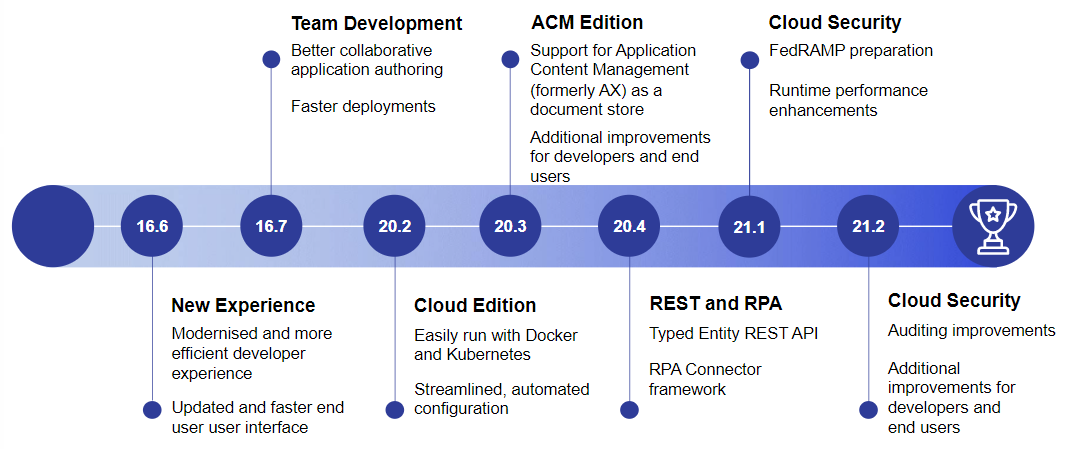 Team Development
Better collaborative
application authoring
Faster deployments
ACM Edition
Support for Application
Content Management
(formerly AX) as a
document store
Additional improvements
for developers and end
users
Cloud Security
FedRAMP preparation
Runtime performance
enhancements
16.6
16.7
20.2
20.3
20.4
21.1
21.2
New Experience
Modernised and more
efficient developer
experience
Updated and faster end
user user interface
Cloud Edition
Easily run with Docker
and Kubernetes
Streamlined, automated
configuration
REST and RPA
Typed Entity REST API
RPA Connector
framework
Cloud Security
Auditing improvements
Additional
improvements for
developers and
end users